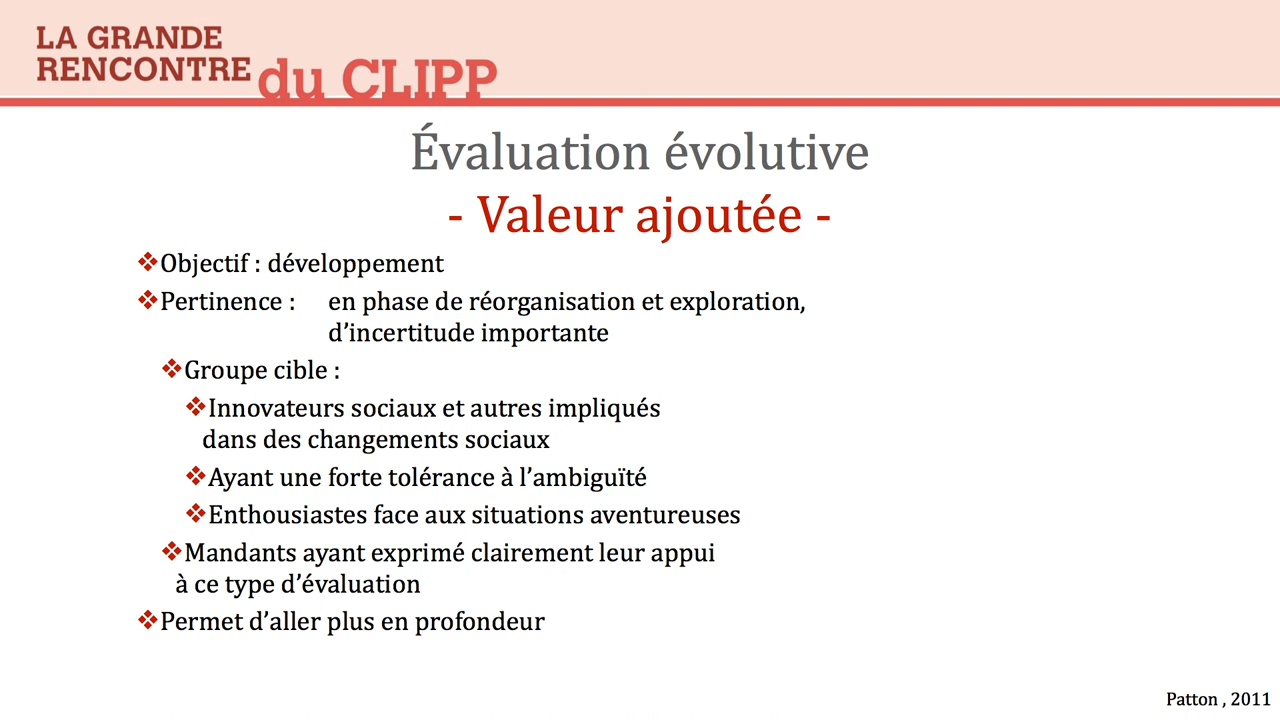 LA GRANDE
RENCONTRE du CLIPP
Évaluation évolutive
- Valeur ajoutée -
❖Objectif : développement
❖Pertinence : en phase de réorganisation et exploration,
d’incertitude importante
❖Groupe cible :
❖Innovateurs sociaux et autres impliqués
dans des changements sociaux
❖Ayant une forte tolérance à l’ambiguïté
❖Enthousiastes face aux situations aventureuses
❖Mandants ayant exprimé clairement leur appui
à ce type d’évaluation
❖Permet d’aller plus en profondeur
Patton , 2011